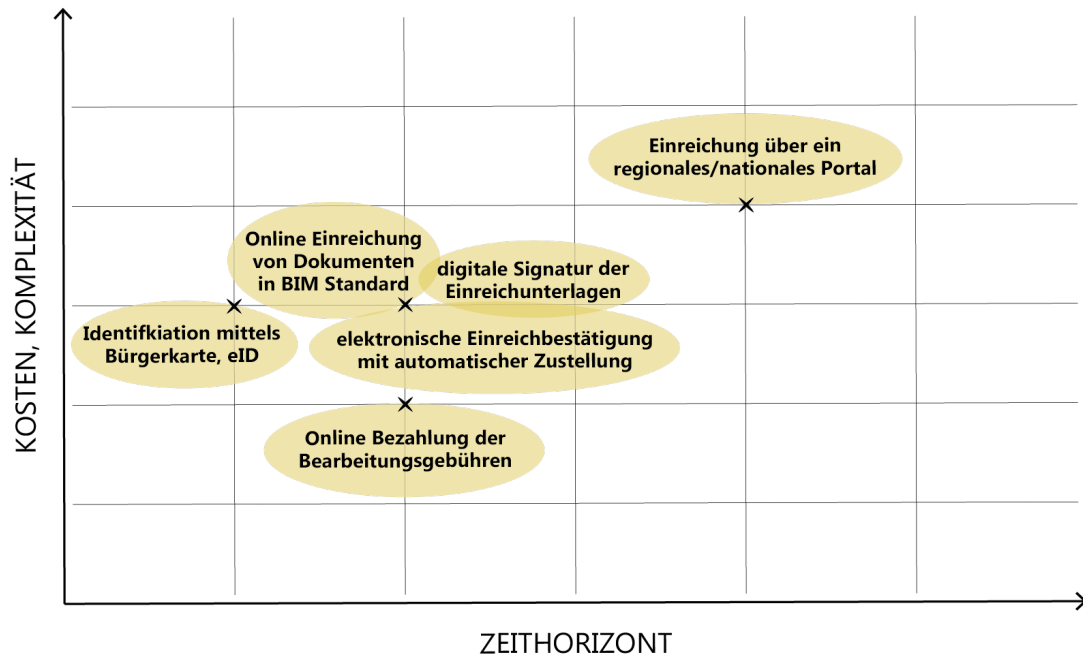 KOSTEN, KOMPLEXITÄT
Einreichung über ein
regionales/nationales Portal
Online Einreichung
von Dokumenten
in BIM Standard
digitale Signatur der
Einreichunterlagen
Identifkiation mittels
Bürgerkarte, eID
elektronische Einreichbestätigung
mit automatischer Zustellung
Online Bezahlung der
Bearbeitungsgebühren
ZEITHORIZONT